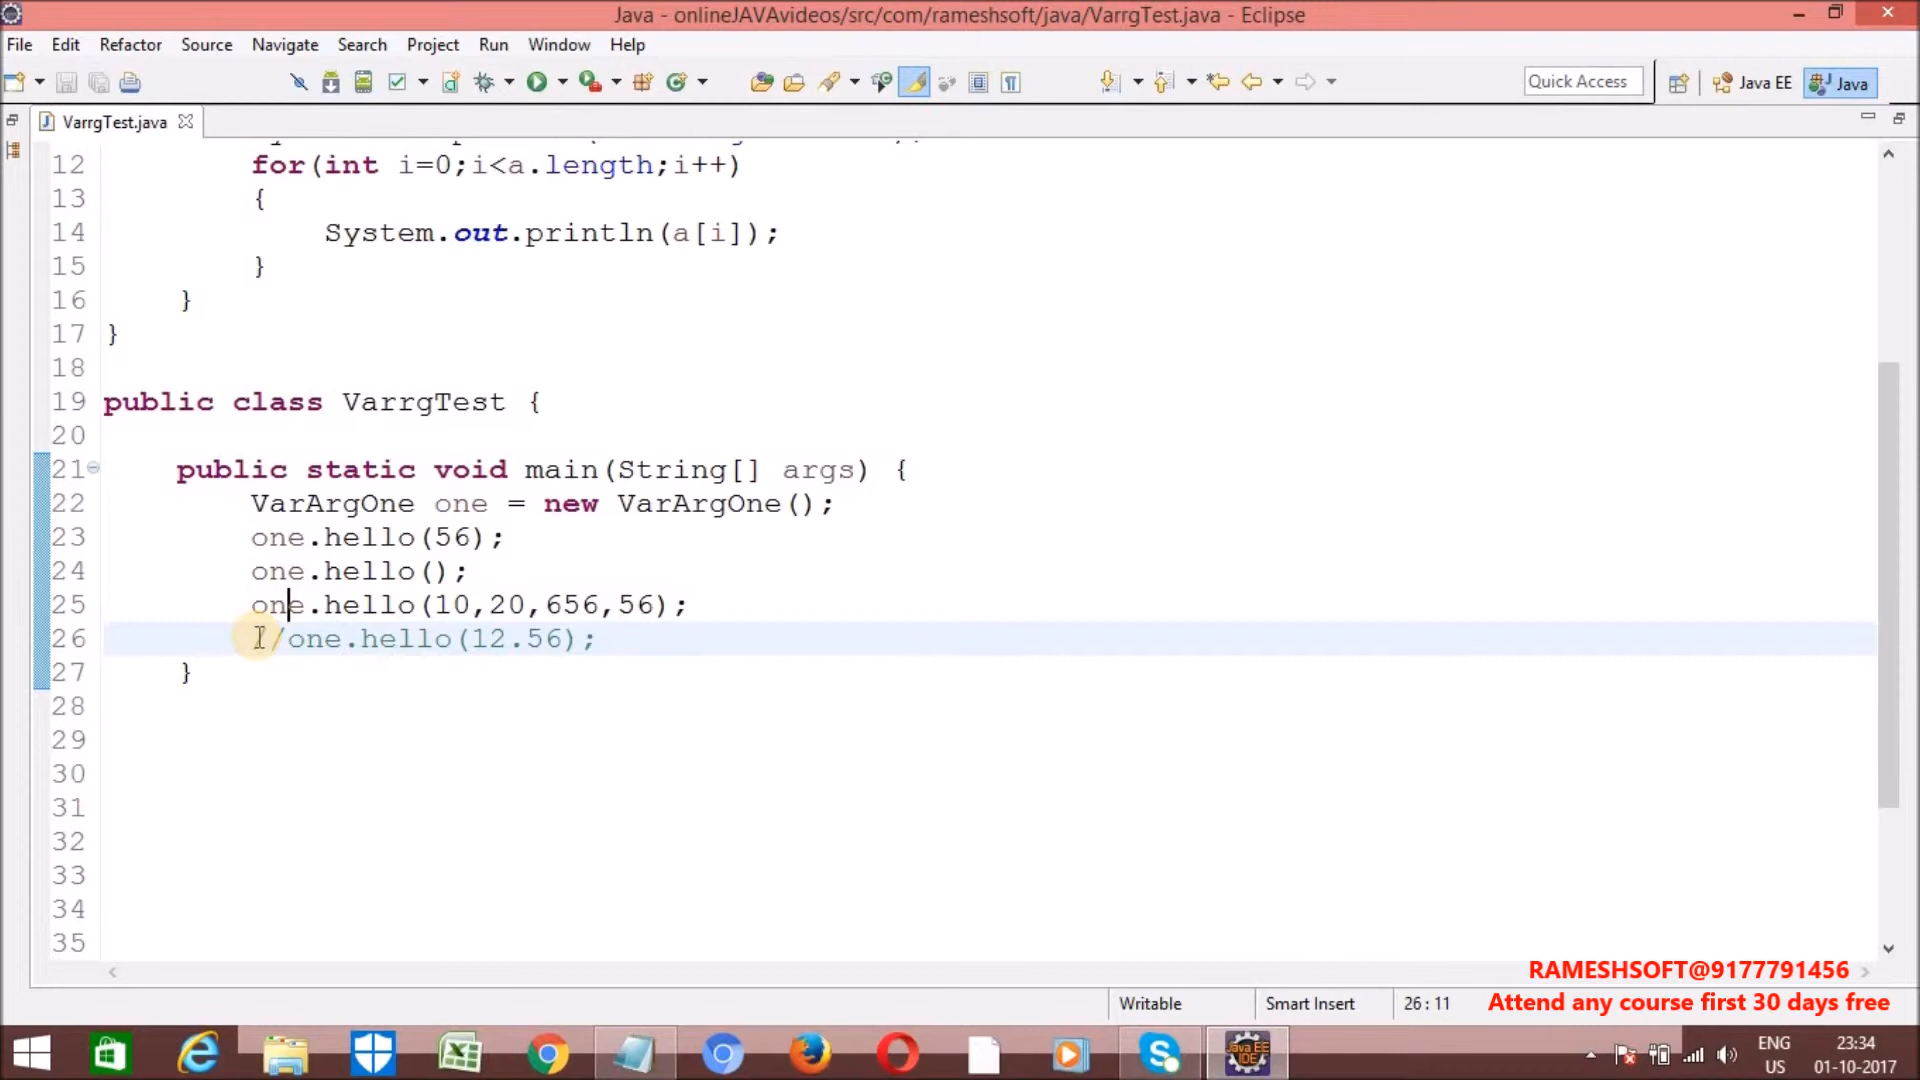 Java - onlineJAVAvideos/src/com/rameshsoft/java/VarrgTest.java - Eclipse
File Edit Refactor Source Navigate Search Project Run Window Help
Quick Access Java EE Java
VarrgTest.java
12 for(int i=0;i<a.length;i++)
13 {
14 System.out.println(a[i]);
15 }
16 }
17 }
18
19 public class VarrgTest {
20
21 public static void main(String[] args) {
22 VarArgOne one = new VarArgOne();
23 one.hello(56);
24 one.hello();
25 one.hello(10,20,656,56);
26 //one.hello(12.56);
27 }
28
29
30
31
32
33
34
35
RAMESHSOFT@9177791456
Writable Smart Insert 26:11
Attend any course first 30 days free
Java EE
IDE
ENG
US
23:34
01-10-2017